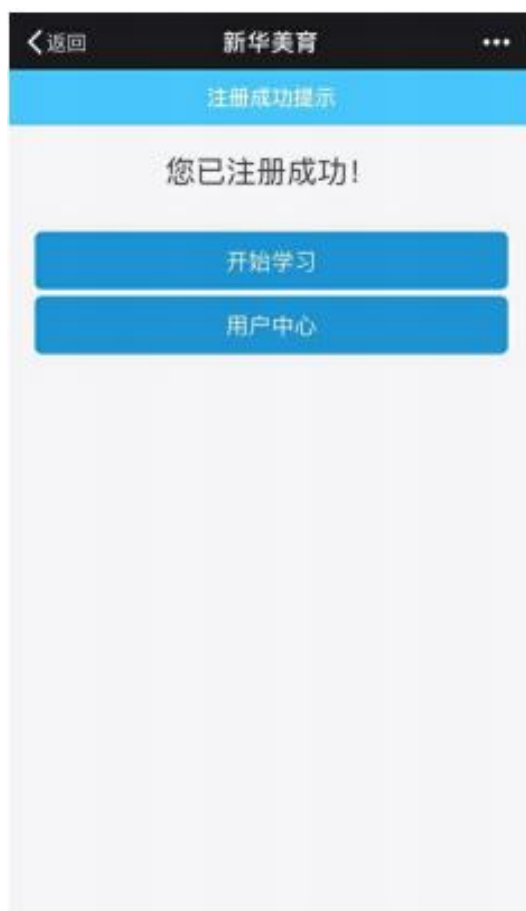 返回 新华美育 •••
注册成功提示
您已注册成功!
开始学习
用户中心